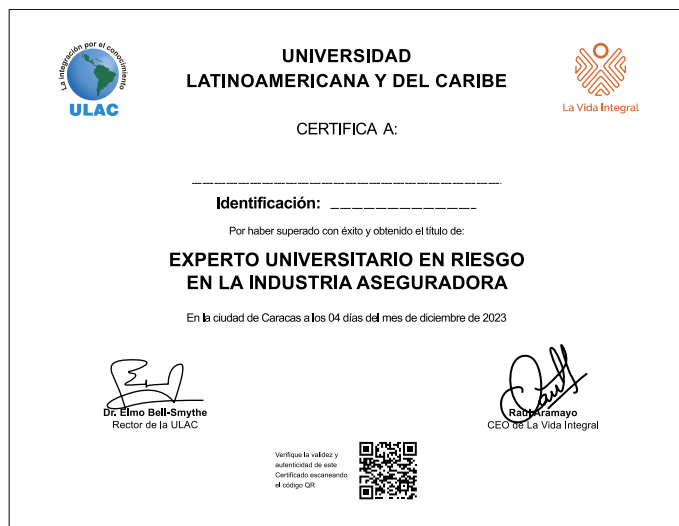 La integración por el conocimiento
ULAC
UNIVERSIDAD
LATINOAMERICANA Y DEL CARIBE
La Vida Integral
CERTIFICA A:
Identificación:
Por haber superado con éxito y obtenido el título de:
EXPERTO UNIVERSITARIO EN RIESGO
EN LA INDUSTRIA ASEGURADORA
En la ciudad de Caracas a los 04 días del mes de diciembre de 2023
Dr. Elmo Bell-Smythe
Rector de la ULAC
Raúl Aramayo
CEO de La Vida Integral
Verifique la validez y
autenticidad de este
Certificado escaneando
el código QR